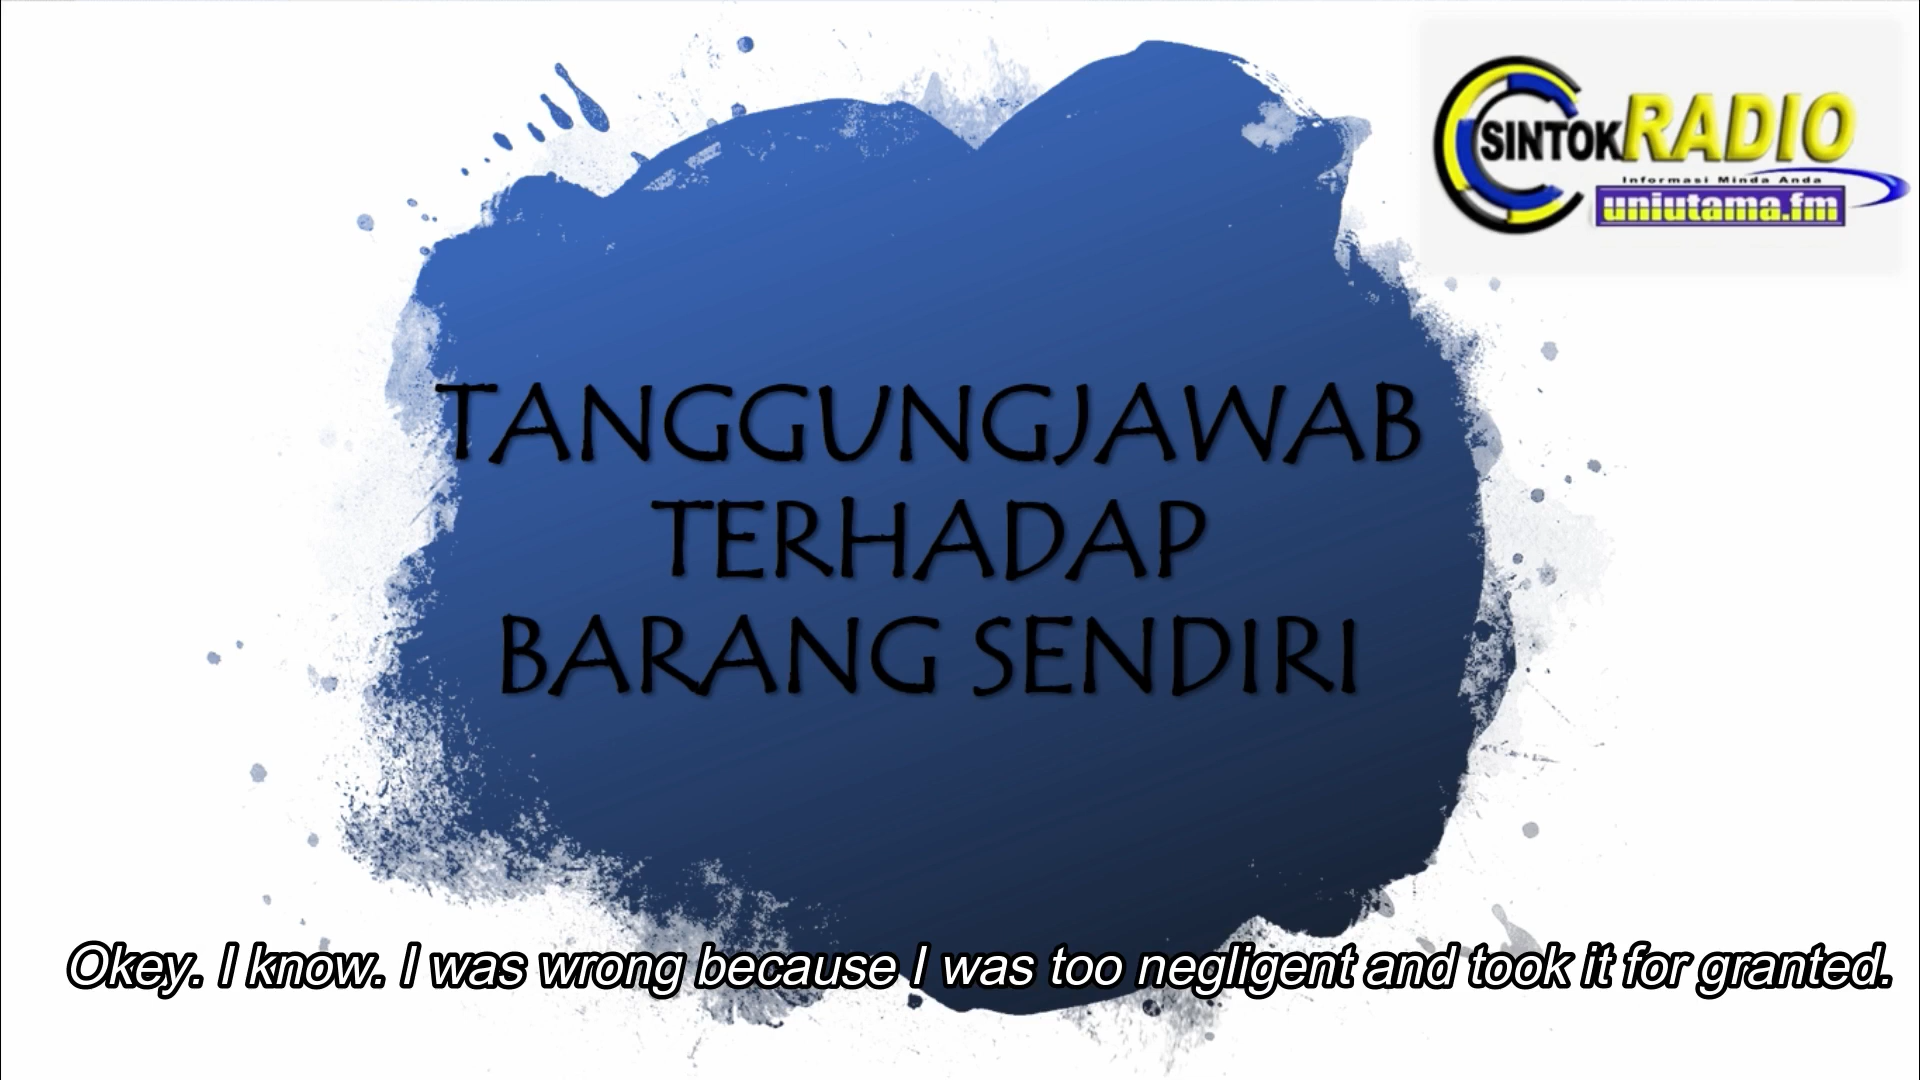 SINTOK RADIO
Informasi Minda Anda
uniutama.fm
TANGGUNGJAWAB
TERHADAP
BARANG SENDIRI
Okey. I know. I was wrong because I was too negligent and took it for granted.